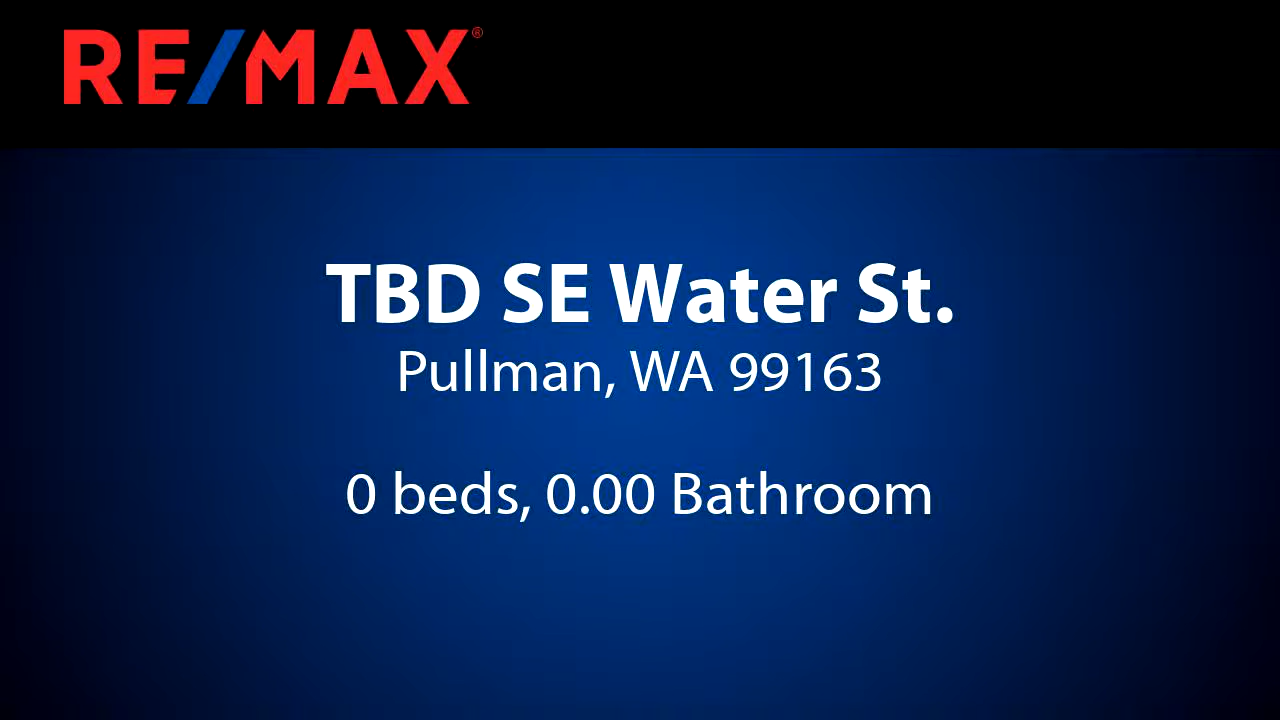 RE/MAX®
TBD SE Water St.
Pullman, WA 99163
0 beds, 0.00 Bathroom